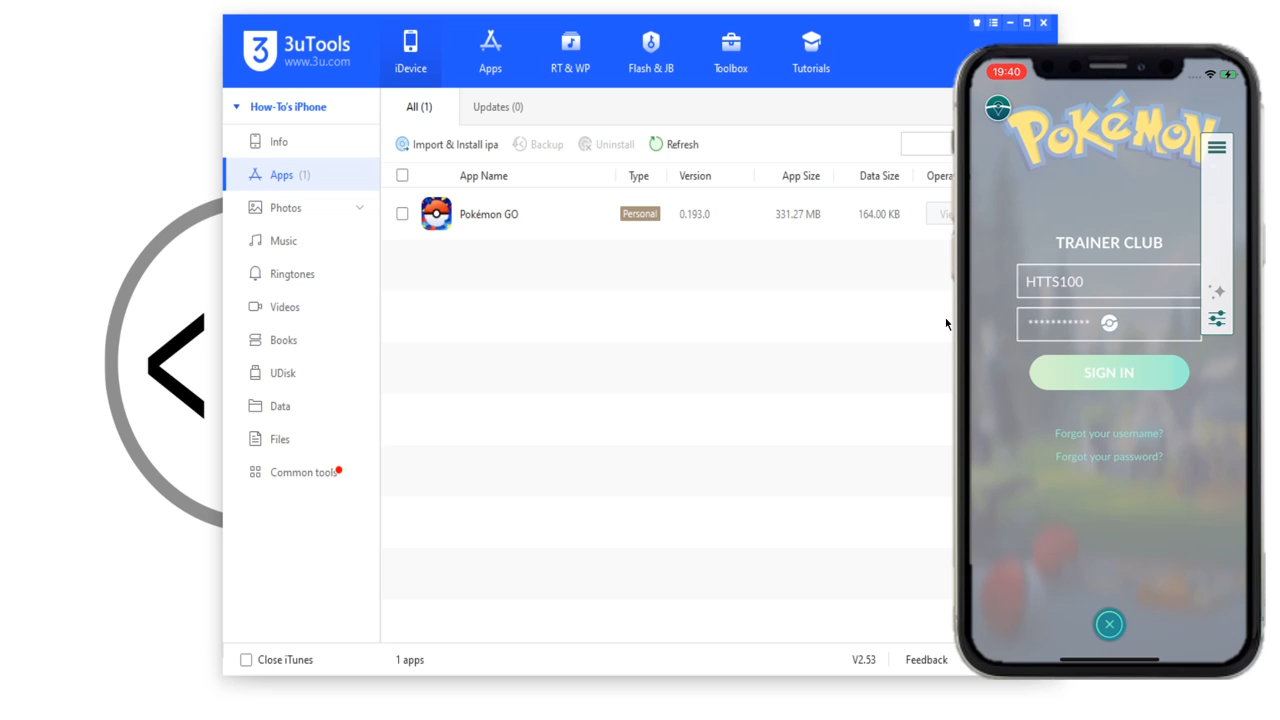 3uTools
www.3u.com
iDevice
Apps
RT & WP
Flash & JB
Toolbox
Tutorials
How-To's iPhone
All (1)
Updates (0)
Info
Apps (1)
Photos
Music
Ringtones
Videos
Books
UDisk
Data
Files
Common tools
Import & Install ipa
Backup
Uninstall
Refresh
App Name
Type
Version
App Size
Data Size
Pokémon GO
Personal
0.193.0
331.27 MB
164.00 KB
Close iTunes
1 apps
V2.53
Feedback
19:40
POKéMON
TRAINER CLUB
HTTS100
***********
SIGN IN
Forgot your username?
Forgot your password?